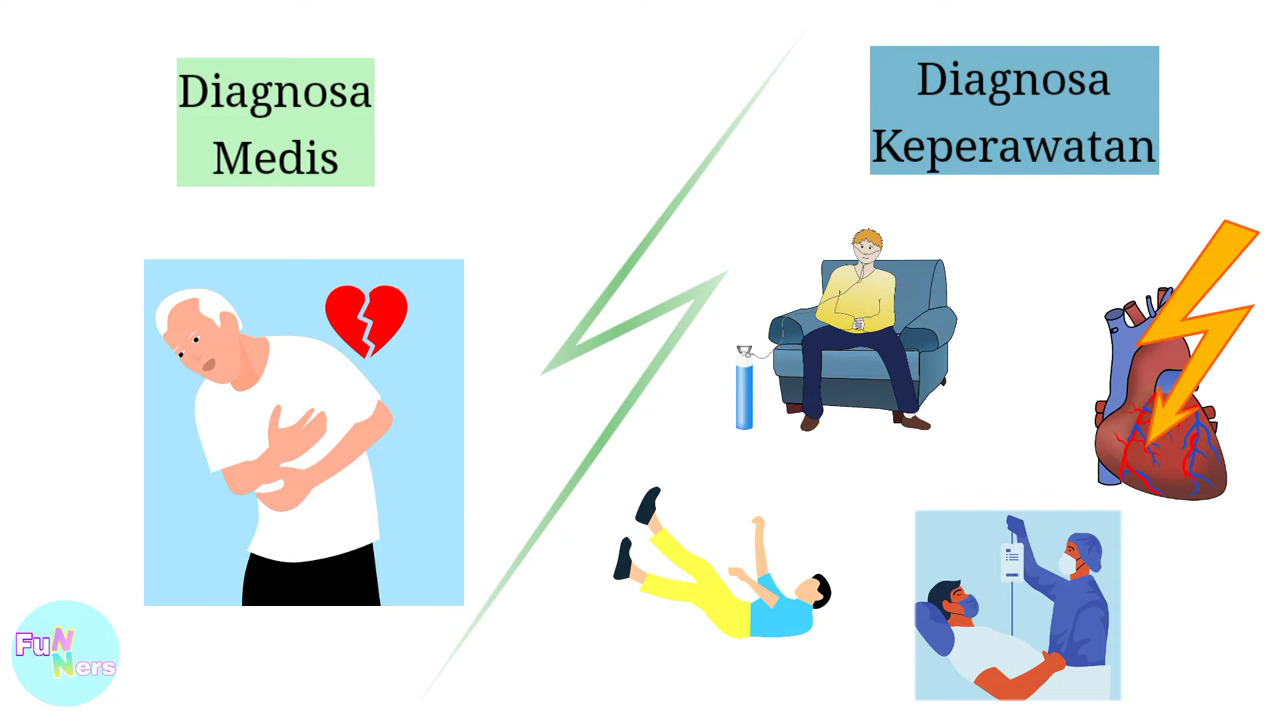 Diagnosa
Medis
Diagnosa
Keperawatan
FuN
Ners